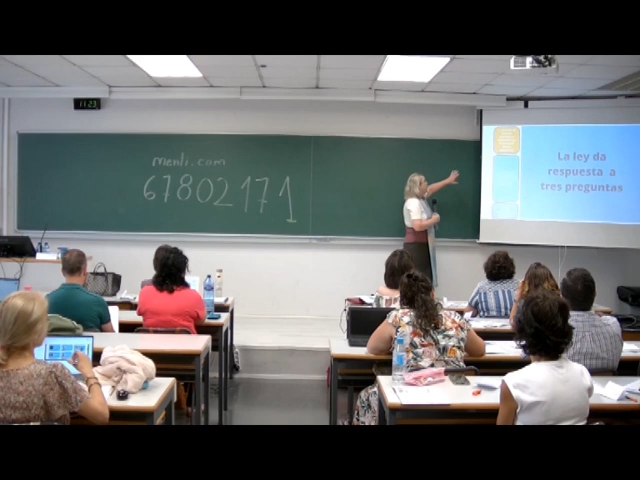 11:23
menti.com
67802171
La ley da
respuesta a
tres preguntas